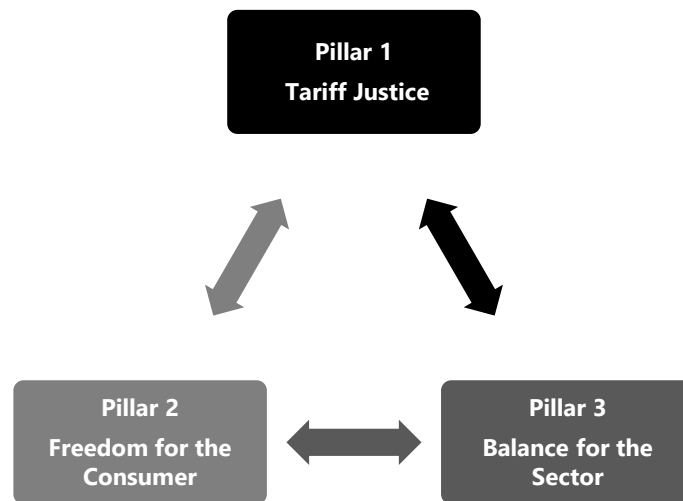 Pillar 1
Tariff Justice
Pillar 2
Freedom for the
Consumer
Pillar 3
Balance for the
Sector